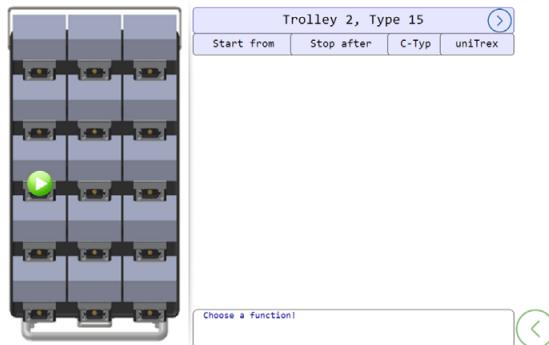 Trolley 2, Type 15
Start from Stop after C-Typ uniTrex
Choose a function!